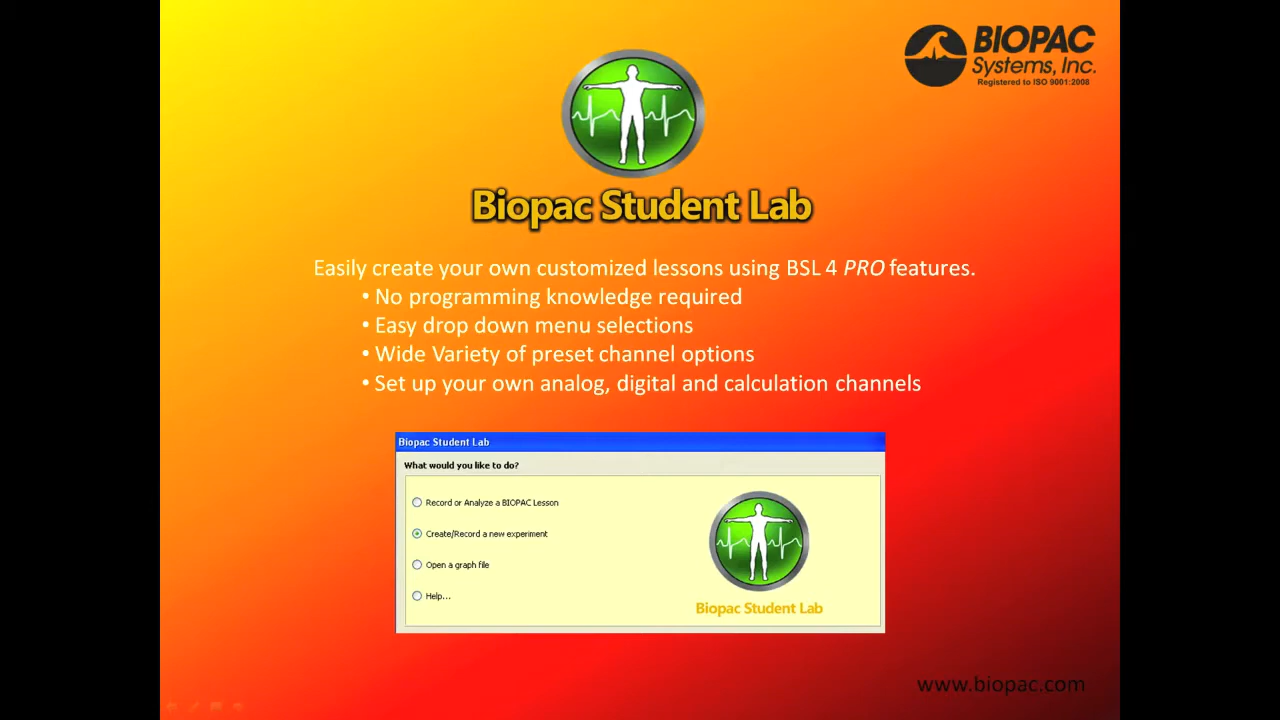 BIOPAC
Systems, Inc.
Registered to ISO 9001:2008
Biopac Student Lab
Easily create your own customized lessons using BSL 4 PRO features.
• No programming knowledge required
• Easy drop down menu selections
• Wide Variety of preset channel options
• Set up your own analog, digital and calculation channels
Biopac Student Lab
What would you like to do?
Record or Analyze a BIOPAC Lesson
Create/Record a new experiment
Open a graph file
Help...
Biopac Student Lab
www.biopac.com